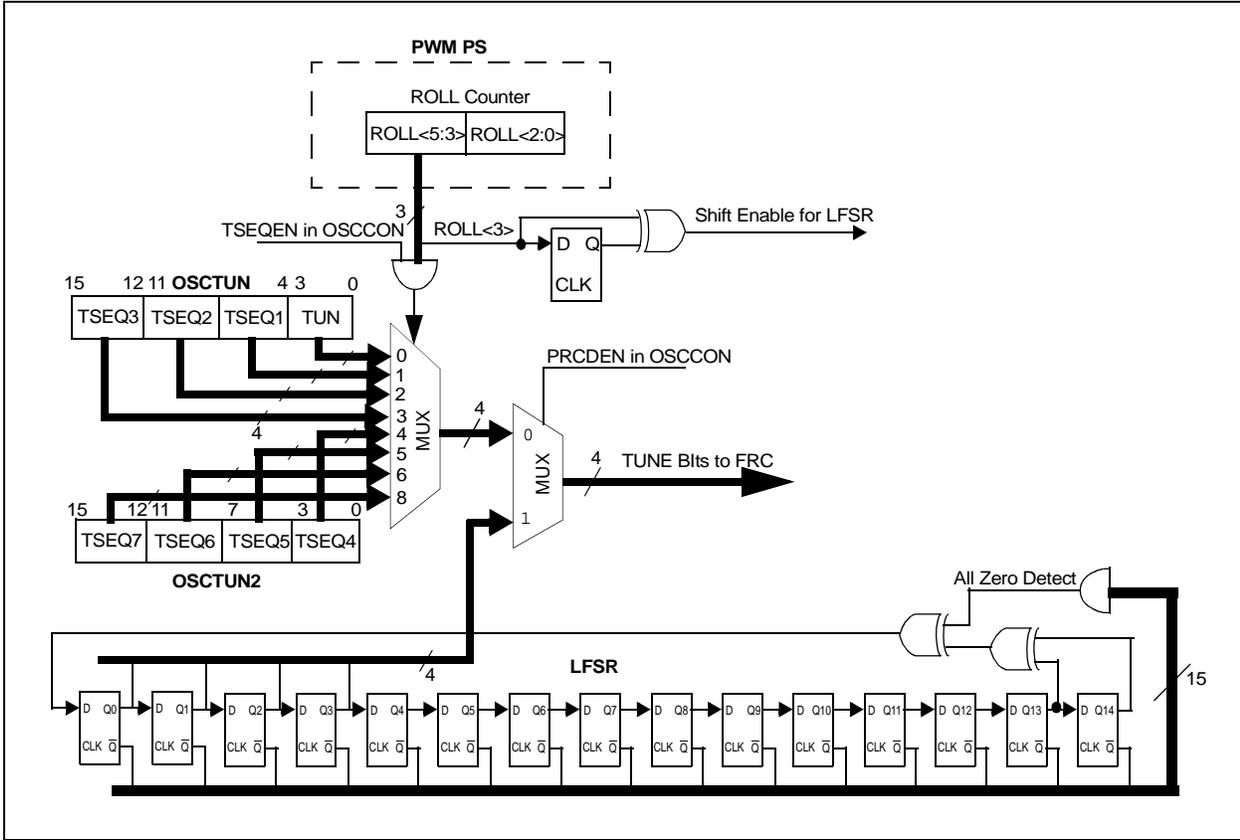 PWM PS
ROLL Counter
ROLL<5:3> ROLL<2:0>
3
TSEQEN in OSCCON
ROLL<3>
Shift Enable for LFSR
D Q
CLK
15 12 11 OSCTUN 4 3 0
TSEQ3 TSEQ2 TSEQ1 TUN
0
1
2
3
4
5
6
8
MUX
4
4
PRCDEN in OSCCON
0
1
MUX
4
TUNE BIts to FRC
15 12 11 7 3 0
TSEQ7 TSEQ6 TSEQ5 TSEQ4
OSCTUN2
All Zero Detect
4
LFSR
15
D Q0 D Q1 D Q2 D Q3 D Q4 D Q5 D Q6 D Q7 D Q8 D Q9 D Q10 D Q11 D Q12 D Q13 D Q14
CLK Q̅ CLK Q̅ CLK Q̅ CLK Q̅ CLK Q̅ CLK Q̅ CLK Q̅ CLK Q̅ CLK Q̅ CLK Q̅ CLK Q̅ CLK Q̅ CLK Q̅ CLK Q̅ CLK Q̅